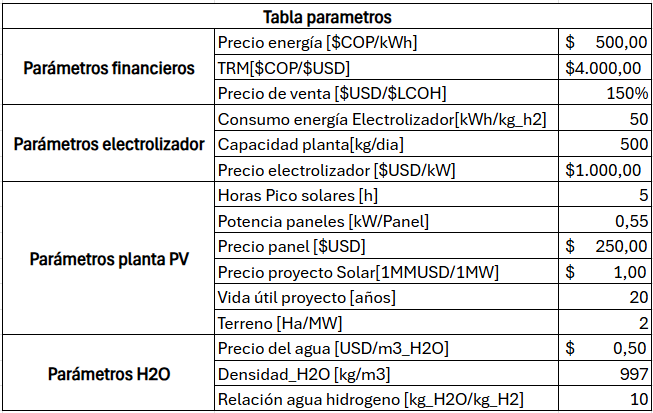 Tabla parametros
Parámetros financieros
Precio energía [$COP/kWh] $ 500,00
TRM[$COP/$USD] $4.000,00
Precio de venta [$USD/$LCOH] 150%
Parámetros electrolizador
Consumo energía Electrolizador[kWh/kg_h2] 50
Capacidad planta[kg/dia] 500
Precio electrolizador [$USD/kW] $1.000,00
Parámetros planta PV
Horas Pico solares [h] 5
Potencia paneles [kW/Panel] 0,55
Precio panel [$USD] $ 250,00
Precio proyecto Solar[1MMUSD/1MW] $ 1,00
Vida útil proyecto [años] 20
Terreno [Ha/MW] 2
Parámetros H2O
Precio del agua [USD/m3_H2O] $ 0,50
Densidad_H2O [kg/m3] 997
Relación agua hidrogeno [kg_H2O/kg_H2] 10